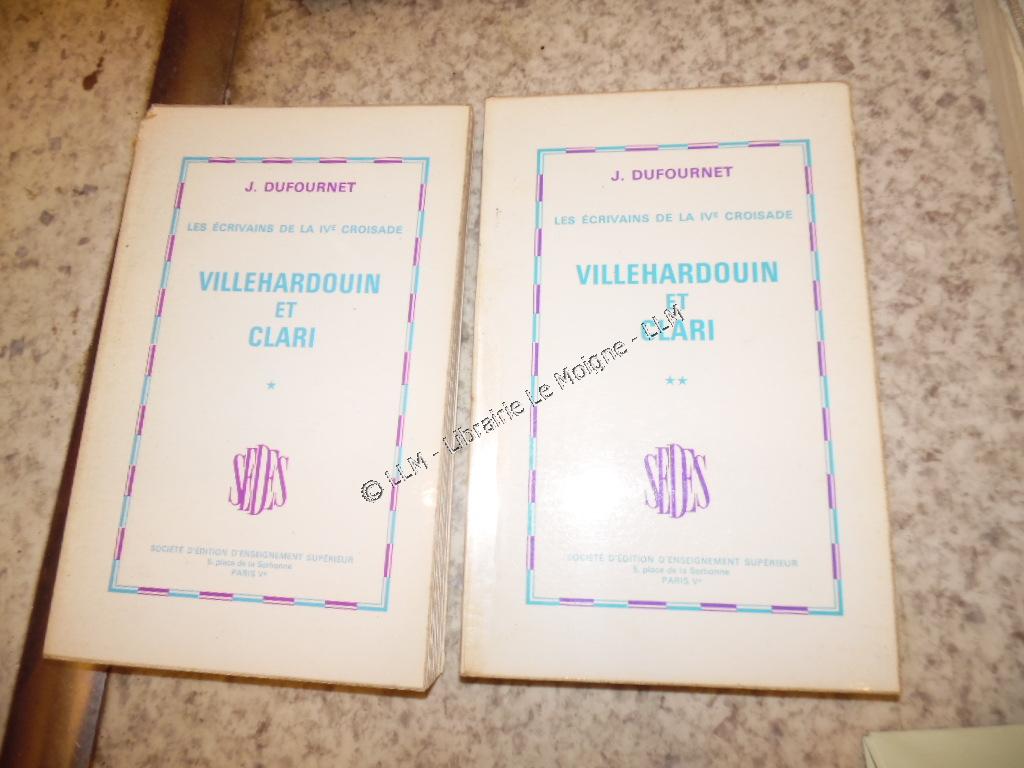 J. DUFOURNET
LES ÉCRIVAINS DE LA IVE CROISADE
VILLEHARDOUIN
ET
CLARI
*
SEDES
SOCIÉTÉ D'ÉDITION D'ENSEIGNEMENT SUPÉRIEUR
5, place de la Sorbonne
PARIS Ve
J. DUFOURNET
LES ÉCRIVAINS DE LA IVE CROISADE
VILLEHARDOUIN
ET
CLARI
**
SEDES
SOCIÉTÉ D'ÉDITION D'ENSEIGNEMENT SUPÉRIEUR
5, place de la Sorbonne
PARIS Ve
© LLM - Librairie Le Moigne - LLM